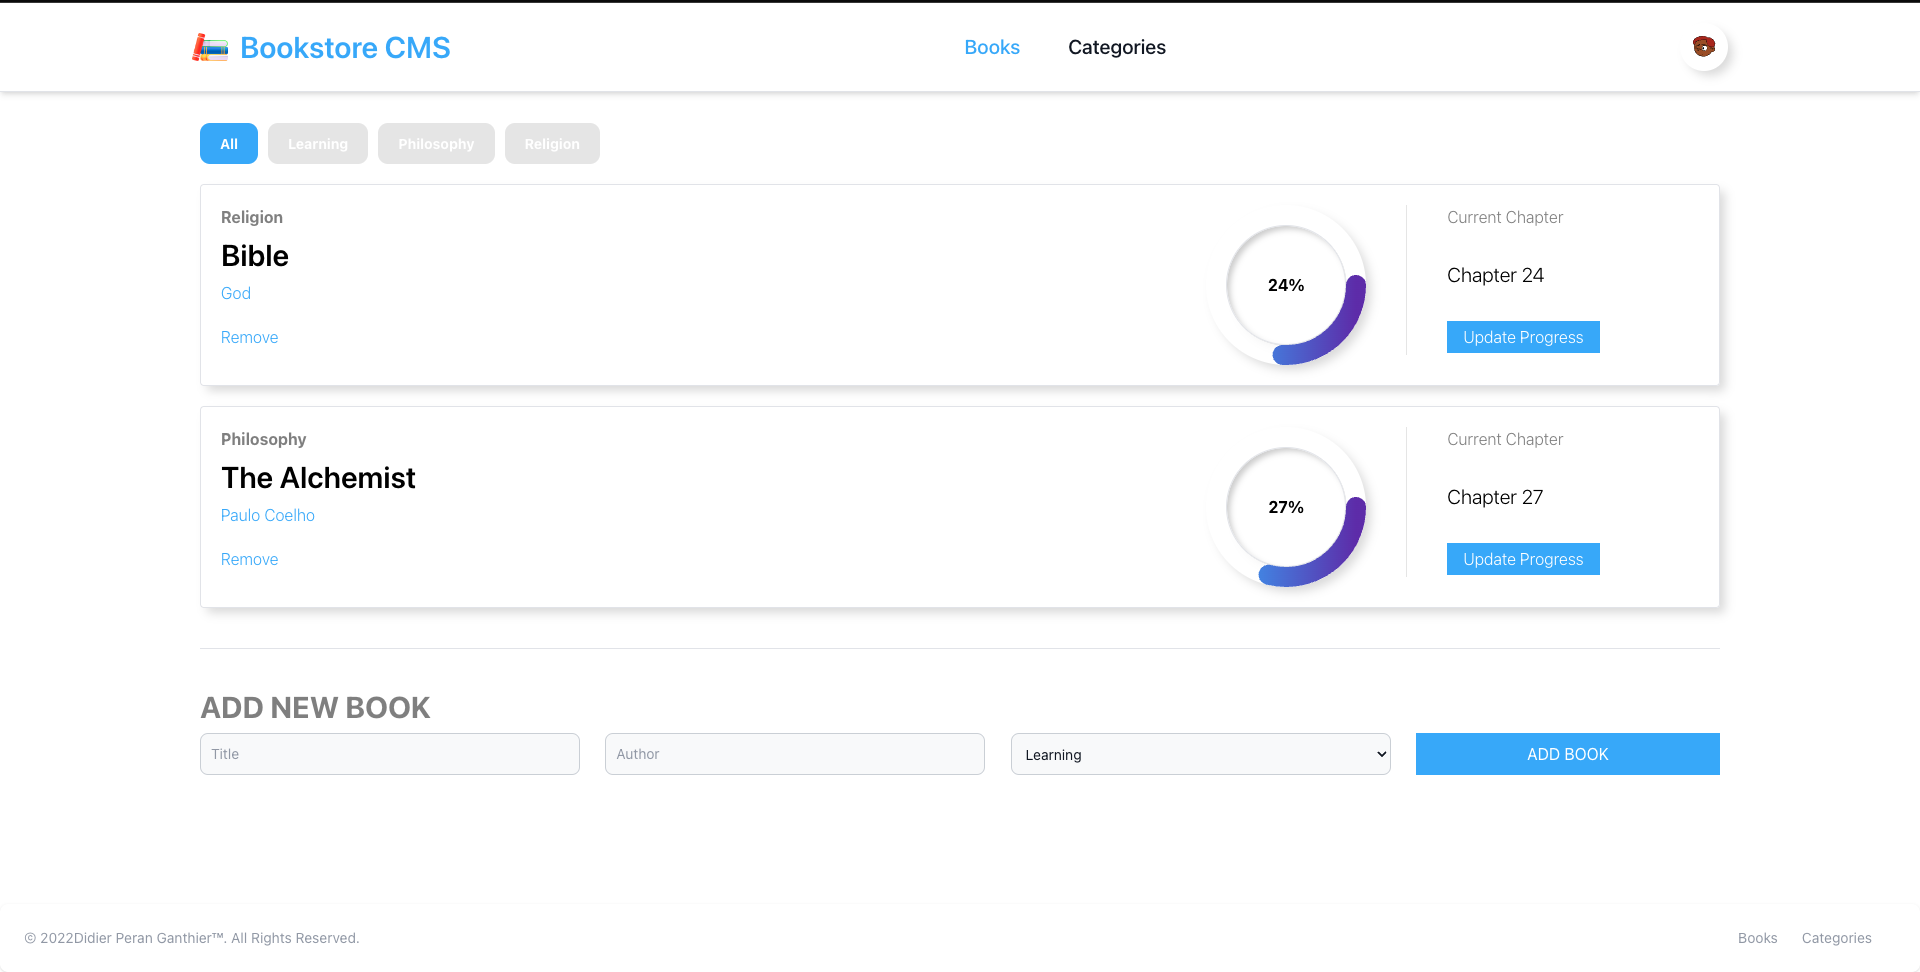 Bookstore CMS
Books
Categories
All
Learning
Philosophy
Religion
Religion
Bible
God
Remove
24%
Current Chapter
Chapter 24
Update Progress
Philosophy
The Alchemist
Paulo Coelho
Remove
27%
Current Chapter
Chapter 27
Update Progress
ADD NEW BOOK
Title
Author
Learning
ADD BOOK
© 2022Didier Peran Ganthier™. All Rights Reserved.
Books
Categories